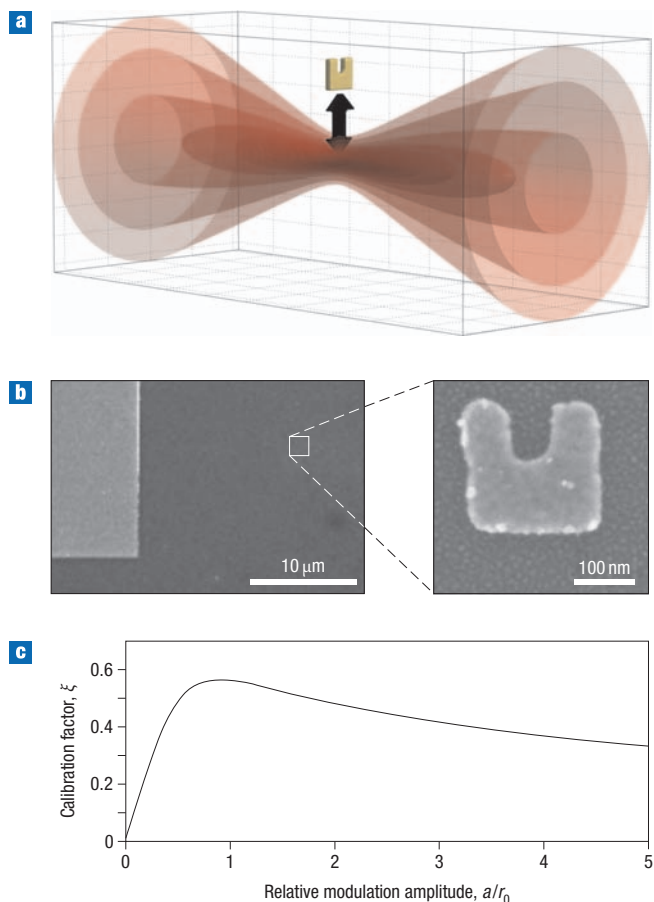 a
b
10 μm
100 nm
c
0.6
0.4
0.2
0
Calibration factor, ξ
0 1 2 3 4 5
Relative modulation amplitude, a/r₀